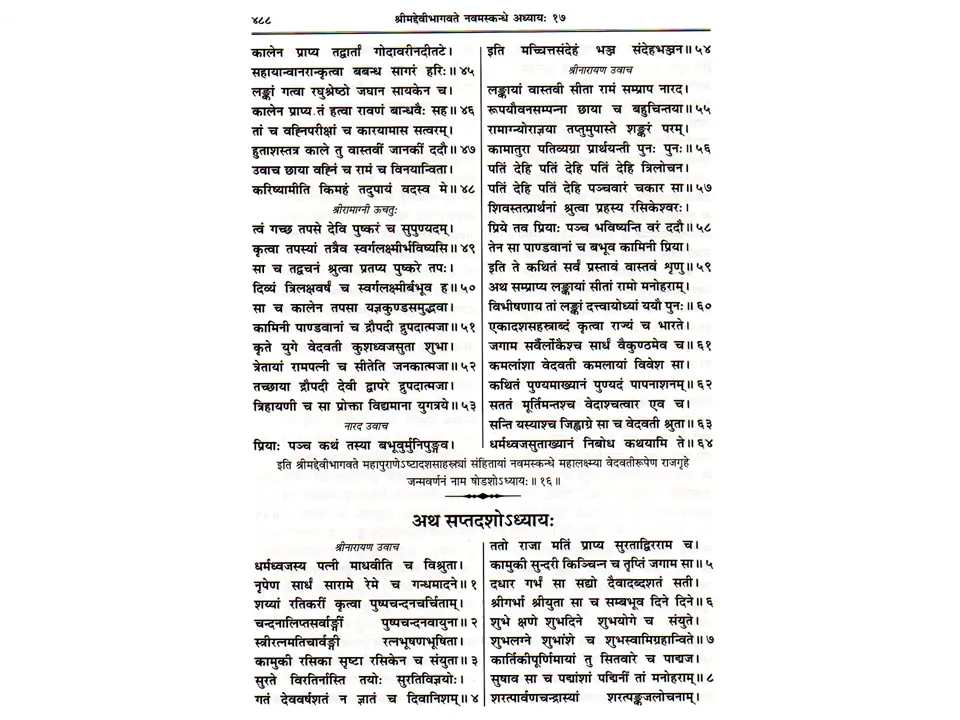 ४८८
श्रीमद्देवीभागवते नवमस्कन्धे अध्यायः १७
कालेन प्राप्य तद्वार्तां गोदावरीनदीतटे।
सहायान्वानरान्कृत्वा बबन्ध सागरं हरिः॥ ४५
लङ्कां गत्वा रघुश्रेष्ठो जघान सायकेन च।
कालेन प्राप्य तं हत्वा रावणं बान्धवैः सह॥ ४६
तां च वह्निपरीक्षां च कारयामास सत्वरम्।
हुताशस्तत्र काले तु वास्तवीं जानकीं ददौ॥ ४७
उवाच छाया वह्निं च रामं च विनयान्विता।
करिष्यामीति किमहं तदुपायं वदस्व मे॥ ४८
श्रीरामाग्नी ऊचतुः
त्वं गच्छ तपसे देवि पुष्करं च सुपुण्यदम्।
कृत्वा तपस्यां तत्रैव स्वर्गलक्ष्मीर्भविष्यसि॥ ४९
सा च तद्वचनं श्रुत्वा प्रतप्य पुष्करे तपः।
दिव्यं त्रिलक्षवर्षं च स्वर्गलक्ष्मीर्बभूव ह॥ ५०
सा च कालेन तपसा यज्ञकुण्डसमुद्भवा।
कामिनी पाण्डवानां च द्रौपदी द्रुपदात्मजा॥ ५१
कृते युगे वेदवती कुशध्वजसुता शुभा।
त्रेतायां रामपत्नी च सीतेति जनकात्मजा॥ ५२
तच्छाया द्रौपदी देवी द्वापरे द्रुपदात्मजा।
त्रिहायणी च सा प्रोक्ता विद्यमाना युगत्रये॥ ५३
नारद उवाच
प्रियाः पञ्च कथं तस्या बभूवुर्मुनिपुङ्गव।
इति मच्चित्तसंदेहं भञ्ज संदेहभञ्जन॥ ५४
श्रीनारायण उवाच
लङ्कायां वास्तवी सीता रामं सम्प्राप नारद।
रूपयौवनसम्पन्ना छाया च बहुचिन्तया॥ ५५
रामाग्न्योराज्ञया तप्तुमुपास्ते शङ्करं परम्।
कामातुरा पतिव्यग्रा प्रार्थयन्ती पुनः पुनः॥ ५६
पतिं देहि पतिं देहि पतिं देहि त्रिलोचन।
पतिं देहि पतिं देहि पञ्चवारं चकार सा॥ ५७
शिवस्तत्प्रार्थनां श्रुत्वा प्रहस्य रसिकेश्वरः।
प्रिये तव प्रियाः पञ्च भविष्यन्ति वरं ददौ॥ ५८
तेन सा पाण्डवानां च बभूव कामिनी प्रिया।
इति ते कथितं सर्वं प्रस्तावं वास्तवं शृणु॥ ५९
अथ सम्प्राप्य लङ्कायां सीतां रामो मनोहराम्।
विभीषणाय तां लङ्कां दत्त्वायोध्यां ययौ पुनः॥ ६०
एकादशसहस्राब्दं कृत्वा राज्यं च भारते।
जगाम सर्वैर्लोकैश्च सार्धं वैकुण्ठमेव च॥ ६१
कमलांशा वेदवती कमलायां विवेश सा।
कथितं पुण्यमाख्यानं पुण्यदं पापनाशनम्॥ ६२
सततं मूर्तिमन्तश्च वेदाश्चत्वार एव च।
सन्ति यस्याश्च जिह्वाग्रे सा च वेदवती श्रुता॥ ६३
धर्मध्वजसुताख्यानं निबोध कथयामि ते॥ ६४
इति श्रीमद्देवीभागवते महापुराणेऽष्टादशसाहस्र्यां संहितायां नवमस्कन्धे महालक्ष्म्या वेदवतीरूपेण राजगृहे
जन्मवर्णनं नाम षोडशोऽध्यायः॥ १६॥
अथ सप्तदशोऽध्यायः
श्रीनारायण उवाच
धर्मध्वजस्य पत्नी माधवीति च विश्रुता।
नृपेण सार्धं सारामे रेमे च गन्धमादने॥ १
शय्यां रतिकरीं कृत्वा पुष्पचन्दनचर्चिताम्।
चन्दनालिप्तसर्वाङ्गीं पुष्पचन्दनवायुना॥ २
स्त्रीरत्नमतिचार्वङ्गी रत्नभूषणभूषिता।
कामुकी रसिका सृष्टा रसिकेन च संयुता॥ ३
सुरते विरतिर्नास्ति तयोः सुरतिविज्ञयोः।
गतं देववर्षशतं न ज्ञातं च दिवानिशम्॥ ४
ततो राजा मतिं प्राप्य सुरताद्विरराम च।
कामुकी सुन्दरी किञ्चिन्न च तृप्तिं जगाम सा॥ ५
दधार गर्भं सा सद्यो दैवादब्दशतं सती।
श्रीगर्भा श्रीयुता सा च सम्बभूव दिने दिने॥ ६
शुभे क्षणे शुभदिने शुभयोगे च संयुते।
शुभलग्ने शुभांशे च शुभस्वामिग्रहान्विते॥ ७
कार्तिकीपूर्णिमायां तु सितवारे च पाद्मज।
सुषाव सा च पद्मांशां पद्मिनीं तां मनोहराम्॥ ८
शरत्पार्वणचन्द्रास्यां शरत्पङ्कजलोचनाम्।